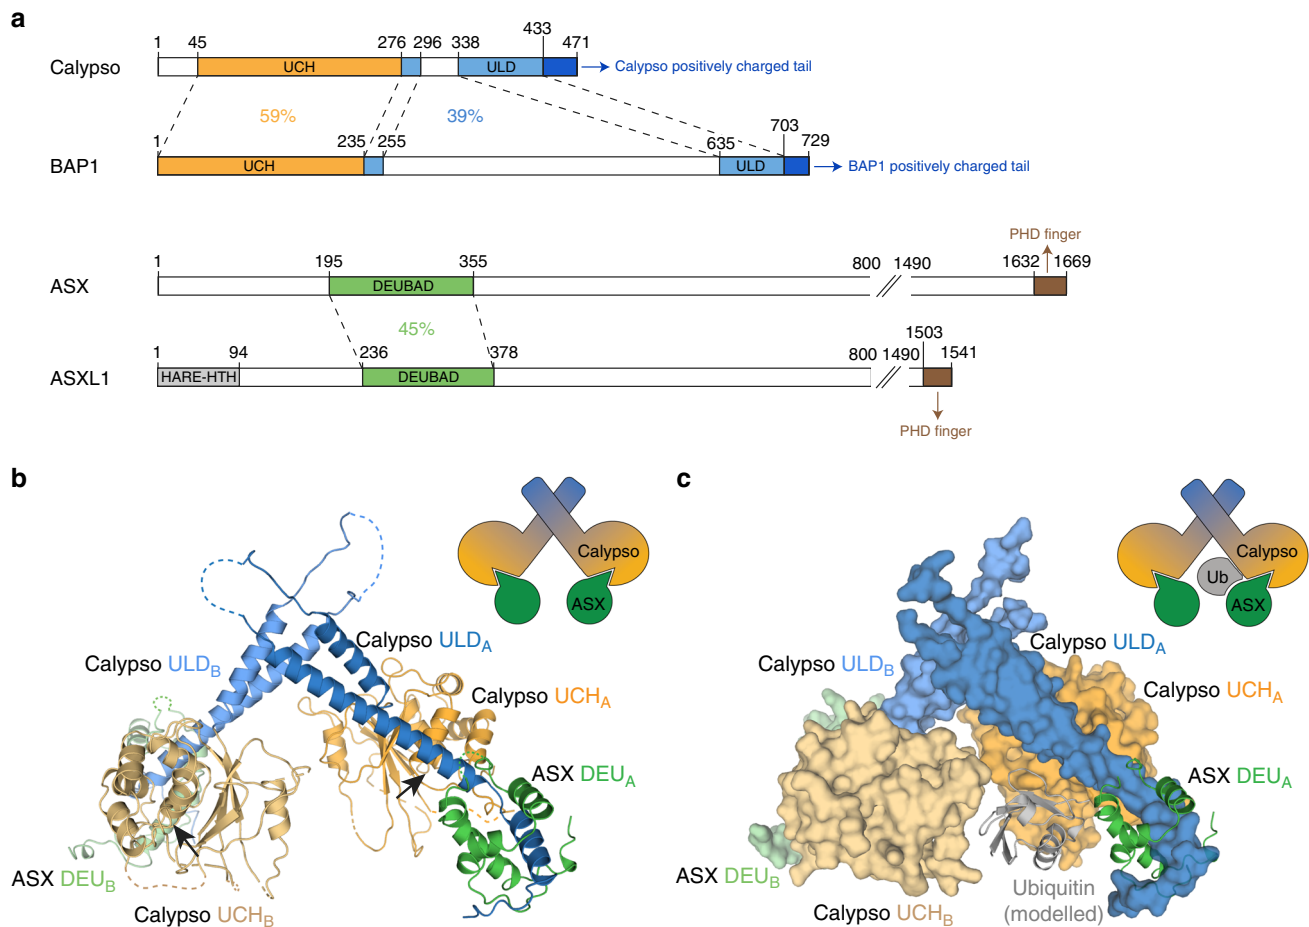 a
1 45 276 296 338 433 471
Calypso UCH ULD Calypso positively charged tail
59% 39%
1 235 255 635 703 729
BAP1 UCH ULD BAP1 positively charged tail
PHD finger
1 195 355 800 1490 1632 1669
ASX DEUBAD
45%
1 94 236 378 800 1490 1503 1541
ASXL1 HARE-HTH DEUBAD
PHD finger
b
Calypso
ASX
Calypso ULDA
Calypso ULDB
Calypso UCHA
ASX DEUA
ASX DEUB
Calypso UCHB
c
Calypso
Ub
ASX
Calypso ULDA
Calypso ULDB
Calypso UCHA
ASX DEUA
ASX DEUB
Ubiquitin
(modelled)
Calypso UCHB